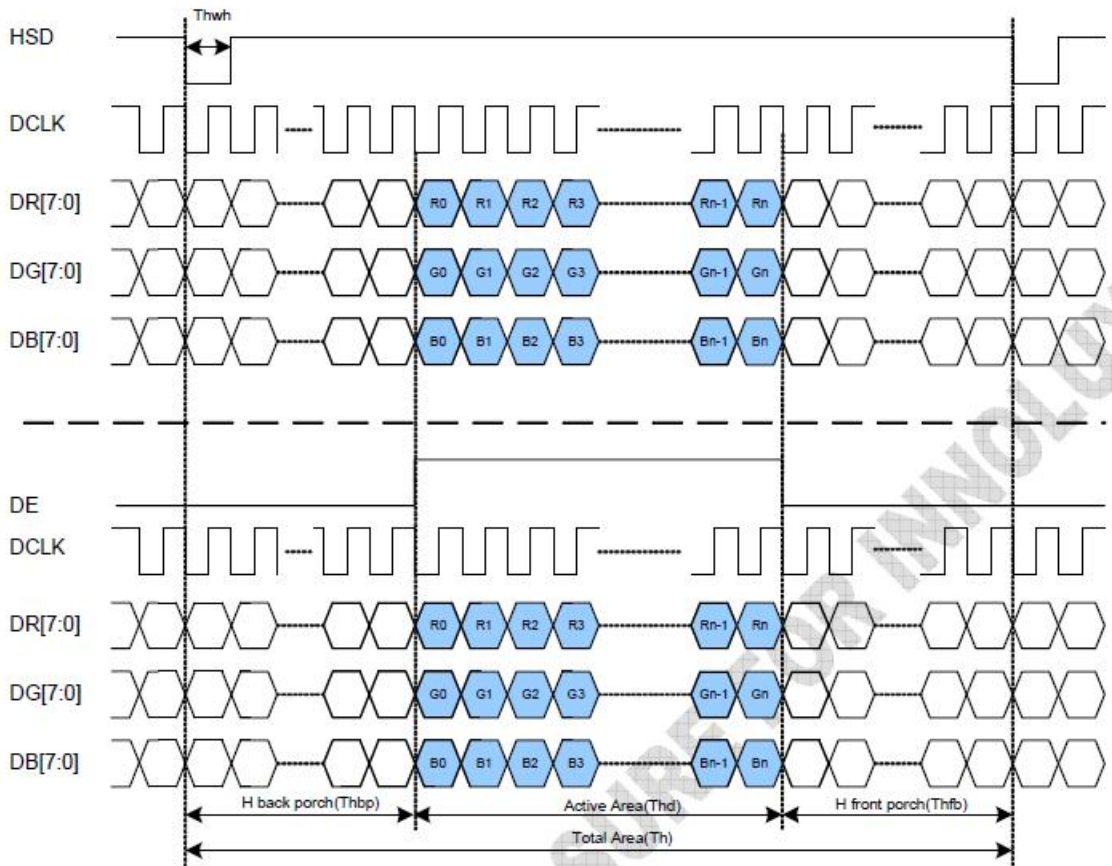 Thwh
HSD
DCLK
DR[7:0] R0 R1 R2 R3 Rn-1 Rn
DG[7:0] G0 G1 G2 G3 Gn-1 Gn
DB[7:0] B0 B1 B2 B3 Bn-1 Bn
DE
DCLK
DR[7:0] R0 R1 R2 R3 Rn-1 Rn
DG[7:0] G0 G1 G2 G3 Gn-1 Gn
DB[7:0] B0 B1 B2 B3 Bn-1 Bn
H back porch(Thbp) Active Area(Thd) H front porch(Thfb)
Total Area(Th)
SURE FOR INNOLUX